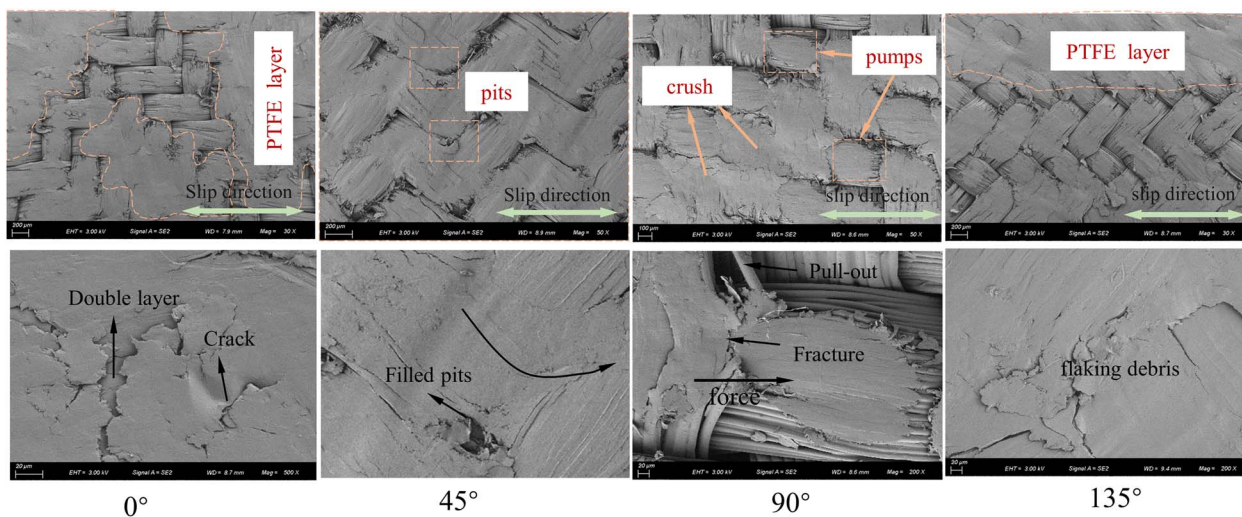 PTFE layer
Slip direction
200 μm
EHT = 3.00 kV
Signal A = SE2
WD = 7.9 mm
Mag = 30 X
pits
Slip direction
200 μm
EHT = 3.00 kV
Signal A = SE2
WD = 8.9 mm
Mag = 50 X
crush
pumps
slip direction
100 μm
EHT = 3.00 kV
Signal A = SE2
WD = 8.6 mm
Mag = 50 X
PTFE layer
slip direction
200 μm
EHT = 3.00 kV
Signal A = SE2
WD = 8.7 mm
Mag = 30 X
Double layer
Crack
20 μm
EHT = 3.00 kV
Signal A = SE2
WD = 8.7 mm
Mag = 500 X
Filled pits
Pull-out
Fracture
force
20 μm
EHT = 3.00 kV
Signal A = SE2
WD = 8.6 mm
Mag = 200 X
flaking debris
20 μm
EHT = 3.00 kV
Signal A = SE2
WD = 9.4 mm
Mag = 200 X
0°
45°
90°
135°